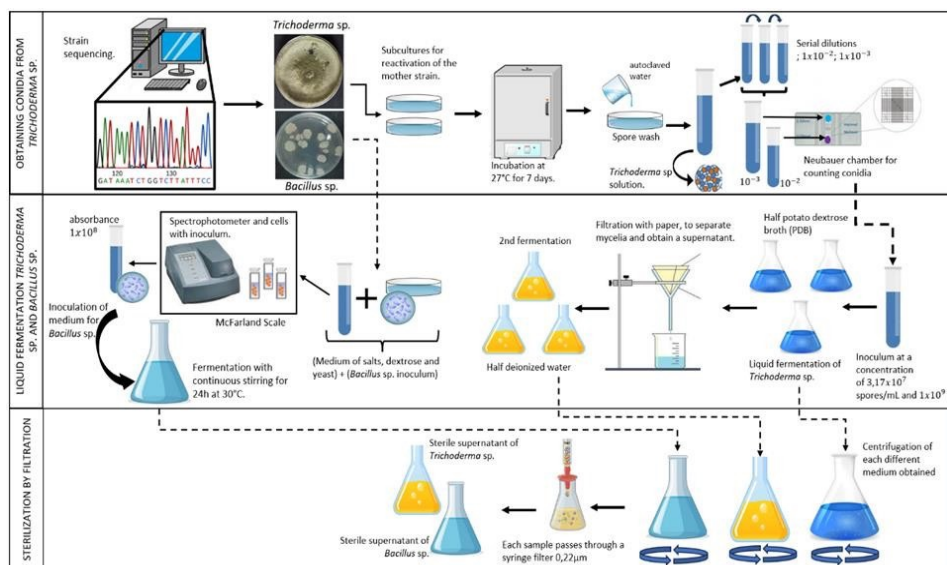 OBTAINING CONIDIA FROM
TRICHODERMA SP.
Strain
sequencing.
120 130
GATAAATCTGGTCTTATTTCC
Trichoderma sp.
Bacillus sp.
Subcultures for
reactivation of the
mother strain.
Incubation at
27°C for 7 days.
autoclaved
water
Spore wash
Trichoderma sp
solution.
Serial dilutions
; 1x10⁻²; 1x10⁻³
10⁻³
10⁻²
Neubauer chamber for
counting conidia
LIQUID FERMENTATION TRICHODERMA
SP. AND BACILLUS SP.
absorbance
1x10⁸
Inoculation of
medium for
Bacillus sp.
Spectrophotometer and cells
with inoculum.
McFarland Scale
Fermentation with
continuous stirring for
24h at 30°C.
(Medium of salts, dextrose and
yeast) + (Bacillus sp. inoculum)
2nd fermentation
Half deionized water
Filtration with paper, to separate
mycelia and obtain a supernatant.
Half potato dextrose
broth (PDB)
Liquid fermentation of
Trichoderma sp.
Inoculum at a
concentration
of 3,17x10⁷
spores/mL and 1x10⁹
STERILIZATION BY FILTRATION
Sterile supernatant of
Trichoderma sp.
Sterile supernatant of
Bacillus sp.
Each sample passes through a
syringe filter 0,22μm
Centrifugation of
each different
medium obtained